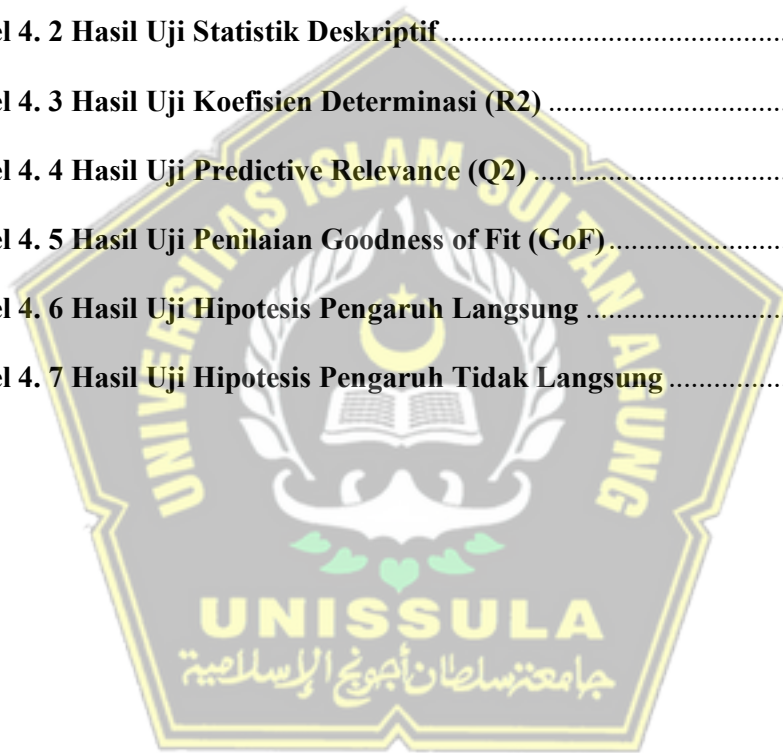 el 4. 2 Hasil Uji Statistik Deskriptif
el 4. 3 Hasil Uji Koefisien Determinasi (R2)
el 4. 4 Hasil Uji Predictive Relevance (Q2)
el 4. 5 Hasil Uji Penilaian Goodness of Fit (GoF)
el 4. 6 Hasil Uji Hipotesis Pengaruh Langsung
el 4. 7 Hasil Uji Hipotesis Pengaruh Tidak Langsung
UNIVERSITAS ISLAM SULTAN AGUNG
UNISSULA
جامعة سلطان أجونج الإسلامية